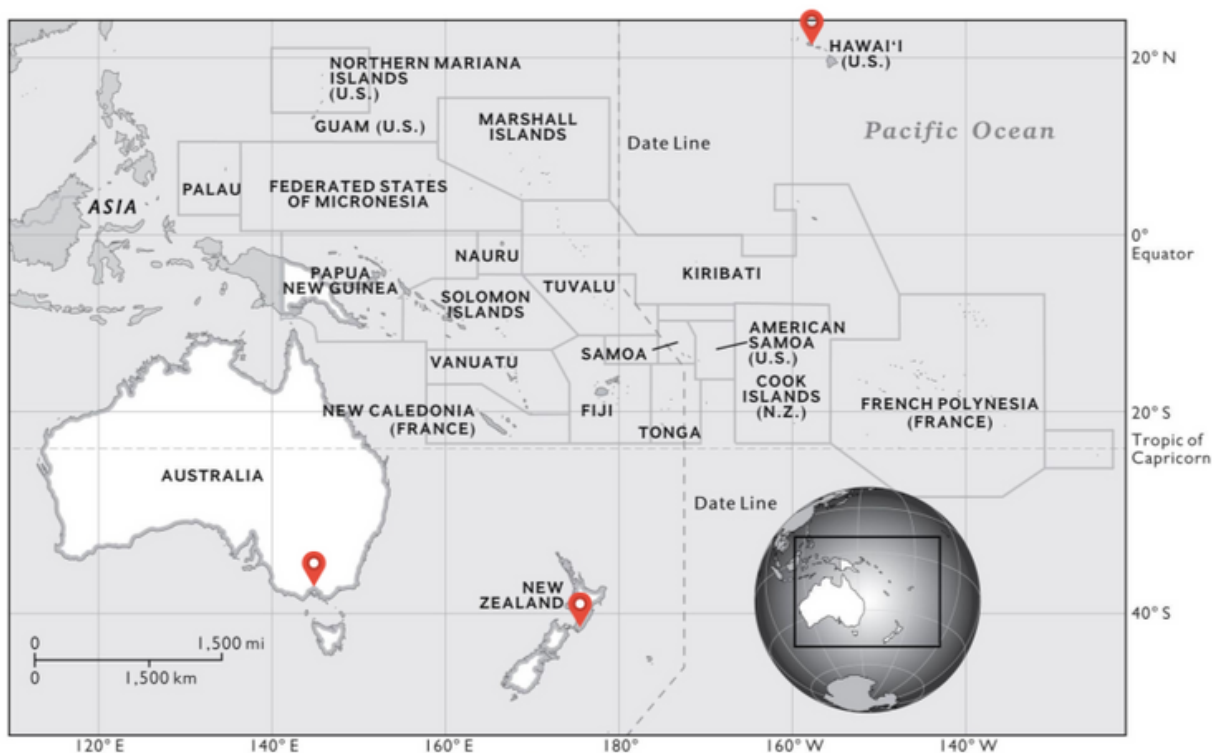 NORTHERN MARIANA
ISLANDS
(U.S.)
GUAM (U.S.)
MARSHALL
ISLANDS
HAWAI‘I
(U.S.)
20° N
Pacific Ocean
Date Line
PALAU
FEDERATED STATES
OF MICRONESIA
ASIA
0°
Equator
NAURU
KIRIBATI
PAPUA
NEW GUINEA
SOLOMON
ISLANDS
TUVALU
SAMOA
AMERICAN
SAMOA
(U.S.)
VANUATU
COOK
ISLANDS
(N.Z.)
NEW CALEDONIA
(FRANCE)
FIJI
TONGA
FRENCH POLYNESIA
(FRANCE)
20° S
Tropic of
Capricorn
AUSTRALIA
Date Line
NEW
ZEALAND
40° S
0 1,500 mi
0 1,500 km
120° E 140° E 160° E 180° 160° W 140° W